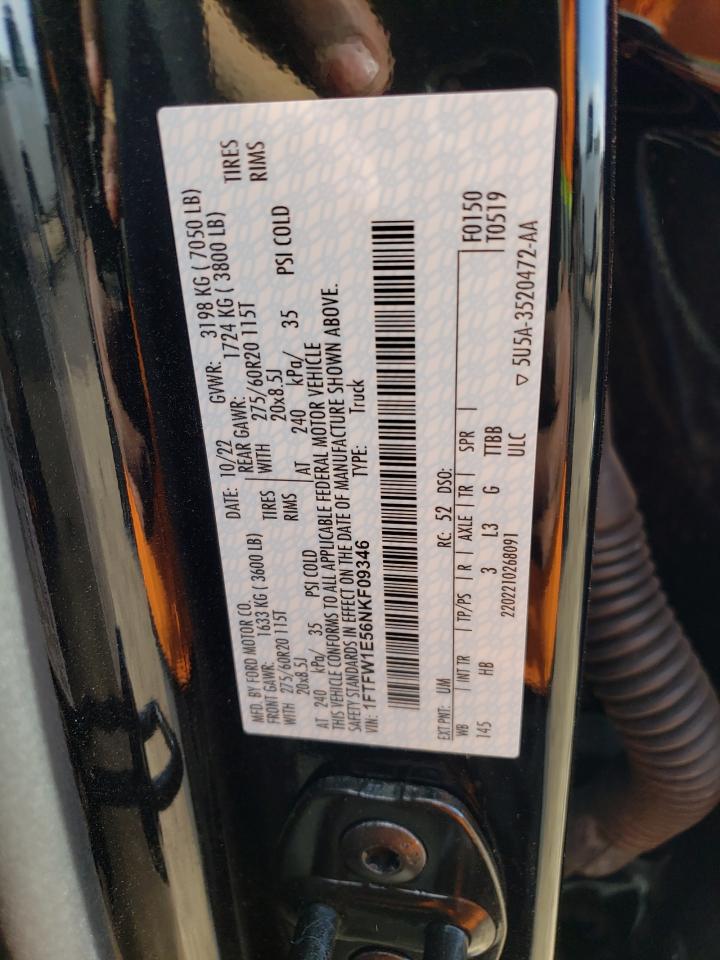 MFD. BY FORD MOTOR CO. DATE: 10/22 GVWR: 3198 KG ( 7050 LB)
FRONT GAWR: 1633 KG (3600 LB) REAR GAWR: 1724 KG ( 3800 LB)
WITH 275/60R20 115T TIRES WITH 275/60R20 115T TIRES
20x8.5J RIMS 20x8.5J RIMS
AT 240 kPa/ 35 PSI COLD AT 240 kPa/ 35 PSI COLD
THIS VEHICLE CONFORMS TO ALL APPLICABLE FEDERAL MOTOR VEHICLE
SAFETY STANDARDS IN EFFECT ON THE DATE OF MANUFACTURE SHOWN ABOVE.
VIN: 1FTFW1E56NKF09346 TYPE: Truck
EXT PNT: UM RC: 52 DSO: F0150
WB INT TR TP/PS R AXLE TR SPR T0519
145 HB 3 L3 G TTBB
2202210268091 ULC ▽ 5U5A-3520472-AA